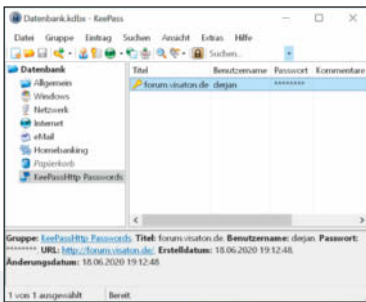 Datenbank.kdbx - KeePass
Datei Gruppe Eintrag Suchen Ansicht Extras Hilfe
Suchen...
Datenbank
Allgemein
Windows
Netzwerk
Internet
eMail
Homebanking
Papierkorb
KeePassHttp Passwords
Titel Benutzername Passwort Kommentare
forum.visaton.de derjan ********
Gruppe: KeePassHttp Passwords. Titel: forum.visaton.de. Benutzername: derjan. Passwort:
********. URL: http://forum.visaton.de/. Erstelldatum: 18.06.2020 19:12:48.
Änderungsdatum: 18.06.2020 19:12:48
1 von 1 ausgewählt Bereit.